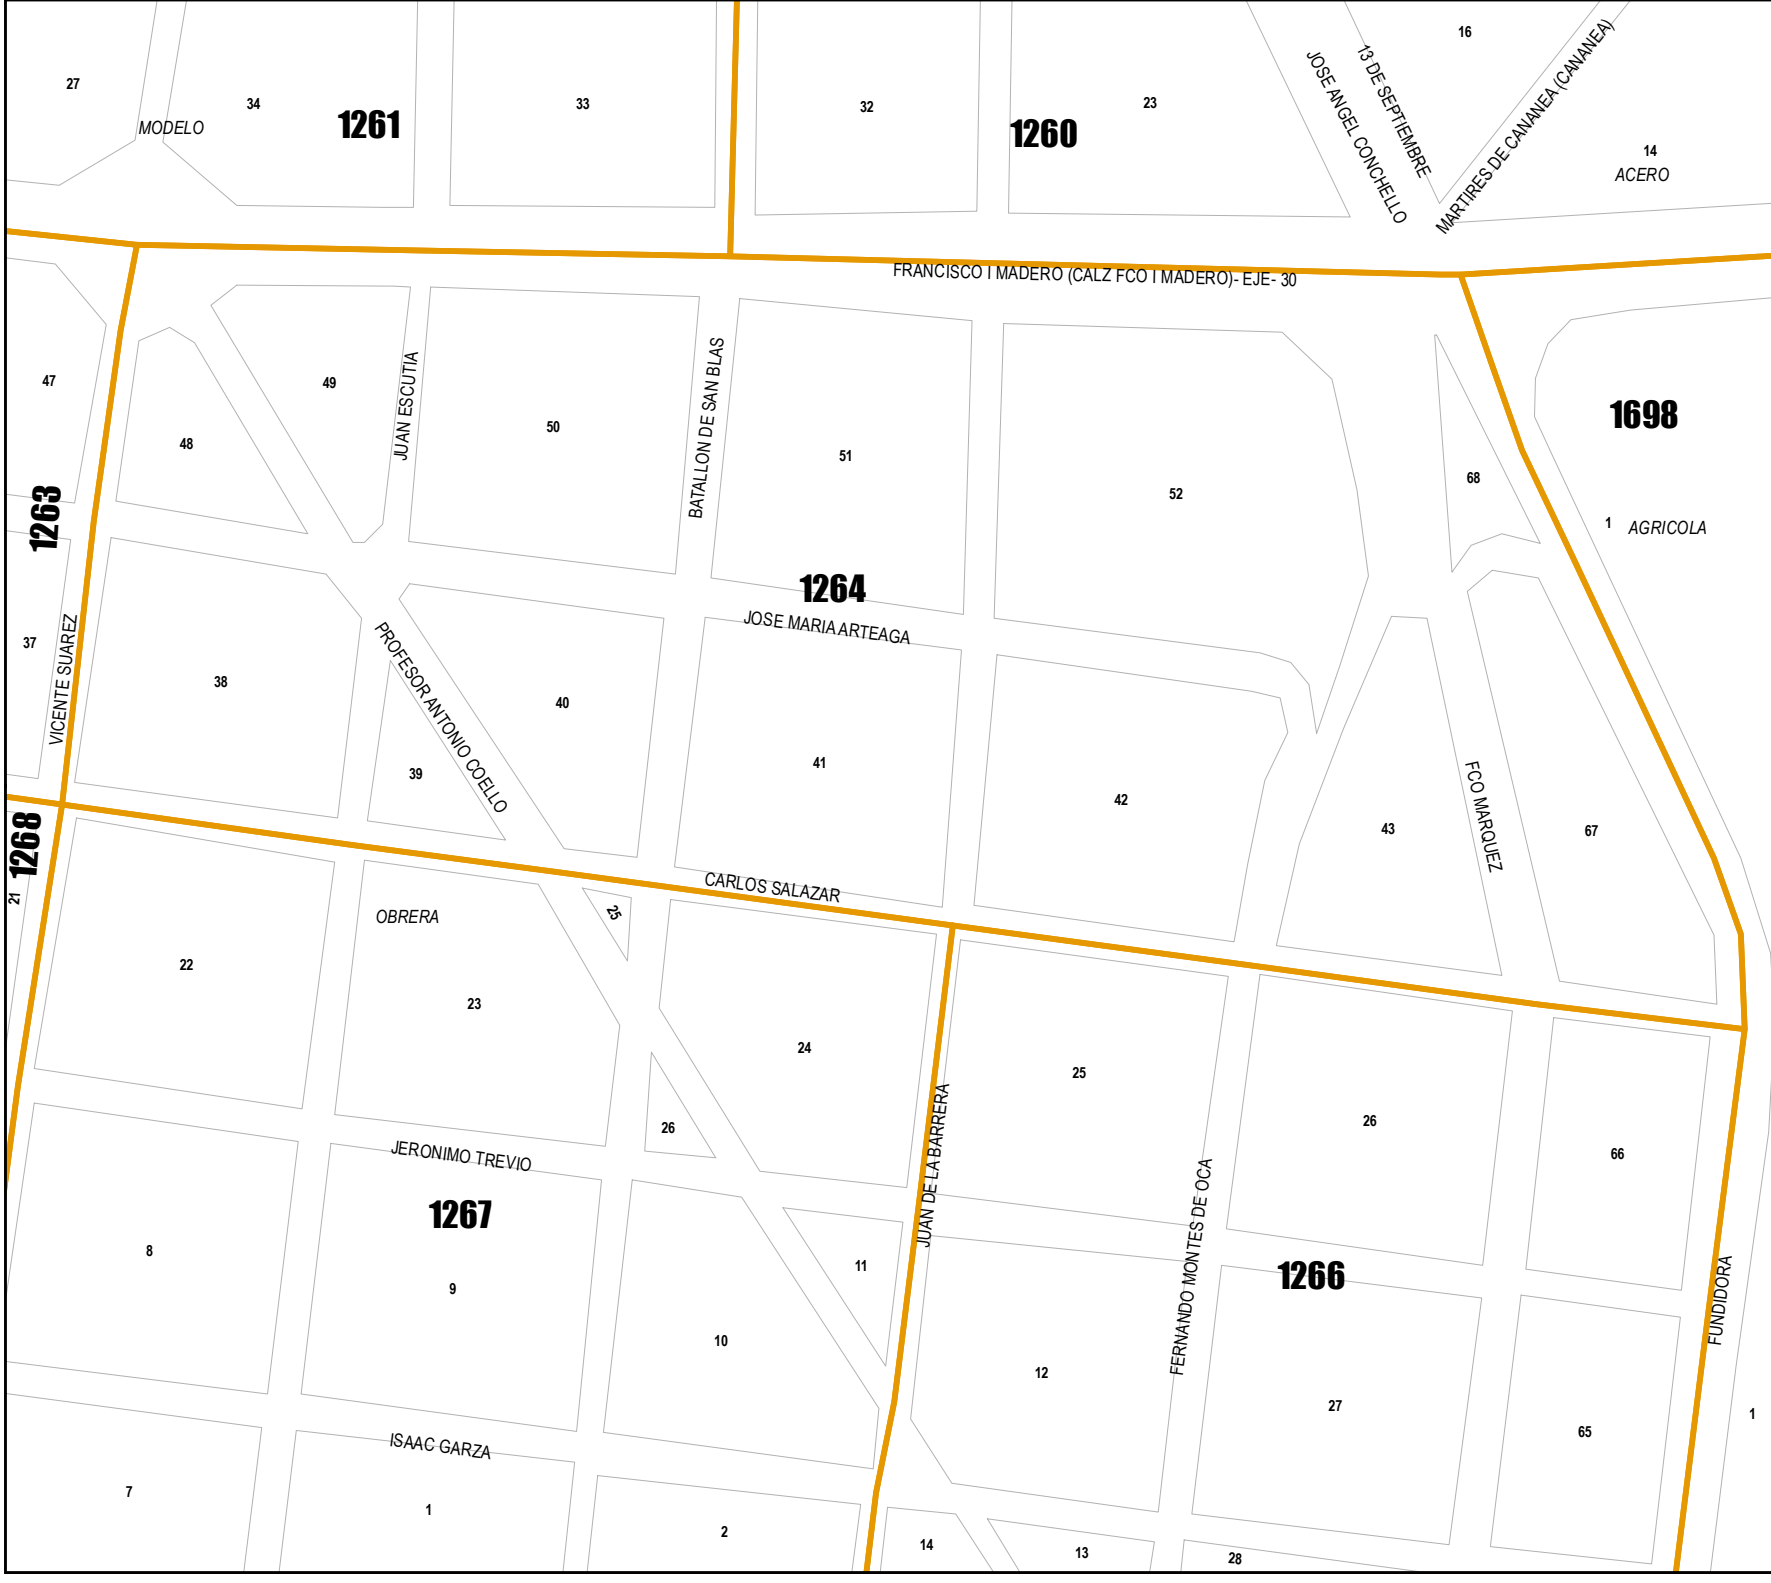 27
34
MODELO
1261
33
32
1260
23
JOSE ANGEL CONCHELLO
13 DE SEPTIEMBRE
16
MARTIRES DE CANANEA (CANANEA)
14
ACERO
FRANCISCO I MADERO (CALZ FCO I MADERO)- EJE- 30
47
48
49
JUAN ESCUTIA
50
BATALLON DE SAN BLAS
51
52
68
1698
1
AGRICOLA
1263
1264
JOSE MARIA ARTEAGA
37
VICENTE SUAREZ
38
PROFESOR ANTONIO COELLO
39
40
41
42
43
FCO MARQUEZ
67
1268
21
CARLOS SALAZAR
OBRERA
25
22
23
24
25
26
26
66
JUAN DE LA BARRERA
JERONIMO TREVIO
1267
FERNANDO MONTES DE OCA
8
9
11
1266
FUNDIDORA
10
12
27
65
1
ISAAC GARZA
7
1
2
14
13
28